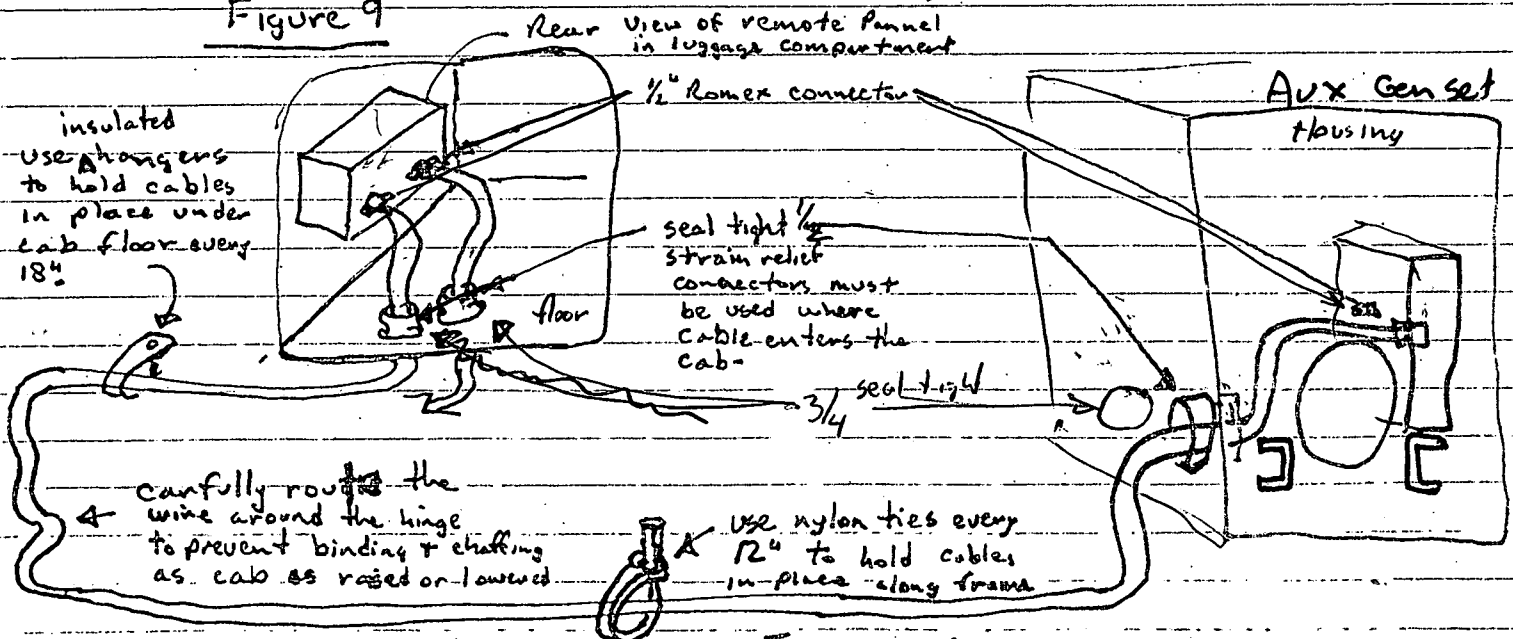 Figure 9
Rear View of remote Pannel
in luggage compartment
1/2" Romex connector
Aux Genset
Housing
insulated
use hangers
to hold cables
in place under
cab floor every
18"
seal tight 1/2
strain relief
connectors must
be used where
Cable enters the
cab-
floor
3/4 seal tight
carfully route the
wire around the hinge
to prevent binding & chaffing
as cab is raised or lowered
use nylon ties every
12" to hold cables
in place along frame